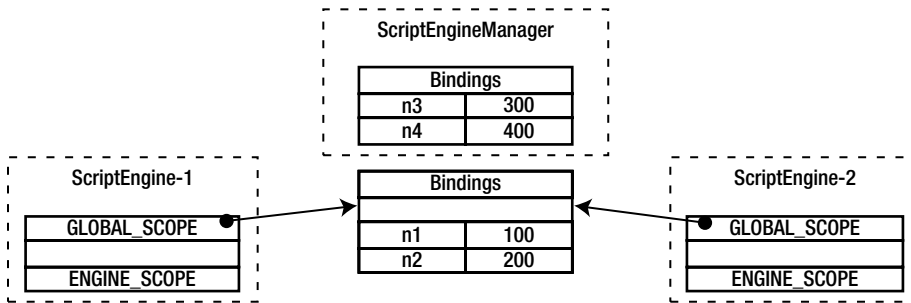 ScriptEngineManager
Bindings
n3 300
n4 400
ScriptEngine-1
GLOBAL_SCOPE
ENGINE_SCOPE
Bindings
n1 100
n2 200
ScriptEngine-2
GLOBAL_SCOPE
ENGINE_SCOPE